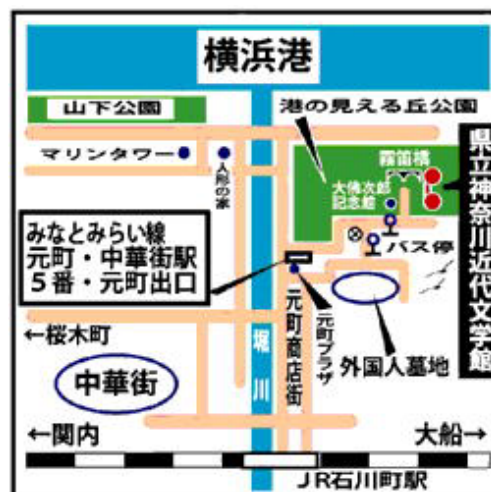 横浜港
山下公園
港の見える丘公園
マリンタワー
人形の家
霧笛橋
大佛次郎
記念館
県立神奈川近代文学館
バス停
みなとみらい線
元町・中華街駅
5番・元町出口
元町プラザ
元町商店街
外国人墓地
←桜木町
堀川
中華街
←関内
大船→
JR石川町駅